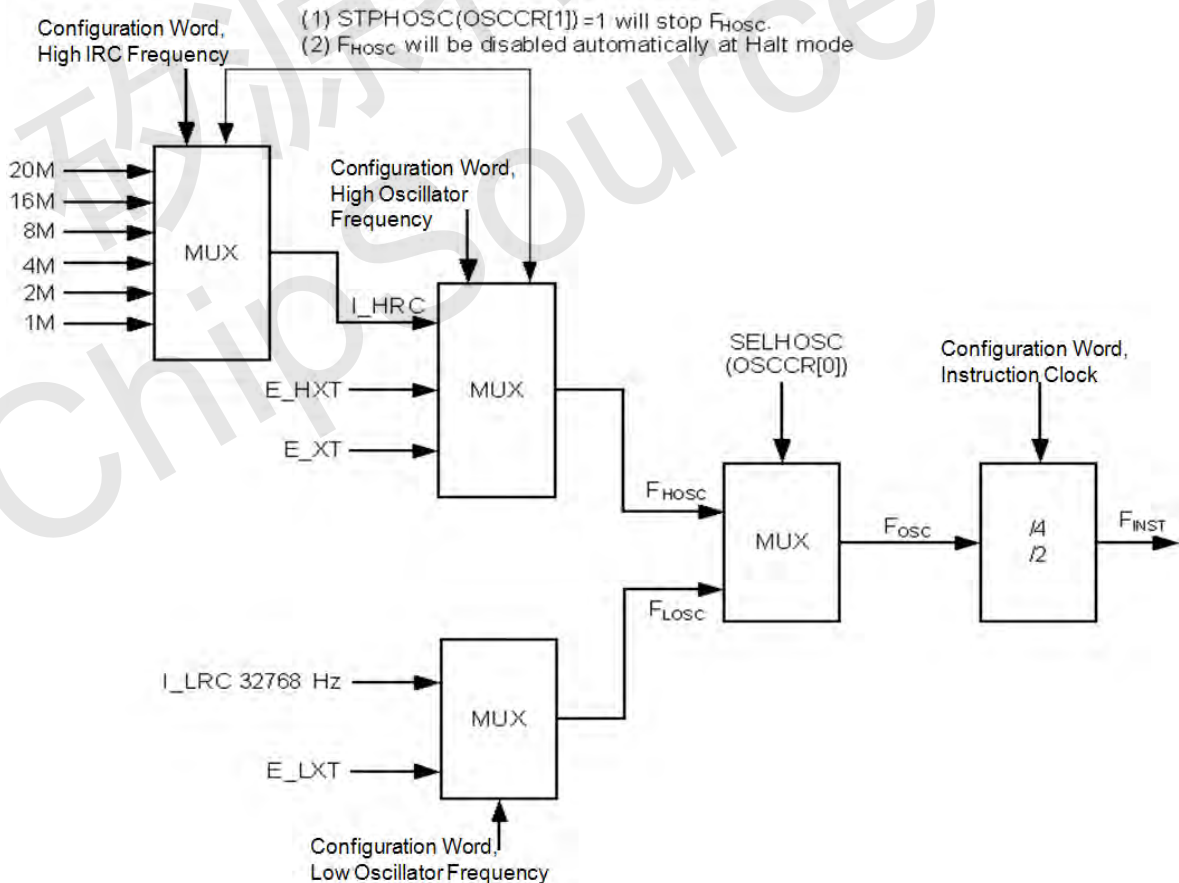 (1) STPHOSC(OSCCR[1])=1 will stop FHOSC.
(2) FHOSC will be disabled automatically at Halt mode
Configuration Word,
High IRC Frequency
20M
16M
8M
4M
2M
1M
MUX
I_HRC
Configuration Word,
High Oscillator
Frequency
E_HXT
E_XT
MUX
FHOSC
SELHOSC
(OSCCR[0])
MUX
FOSC
Configuration Word,
Instruction Clock
/4
/2
FINST
FLOSC
I_LRC 32768 Hz
E_LXT
MUX
Configuration Word,
Low Oscillator Frequency
ChipSource
矽源